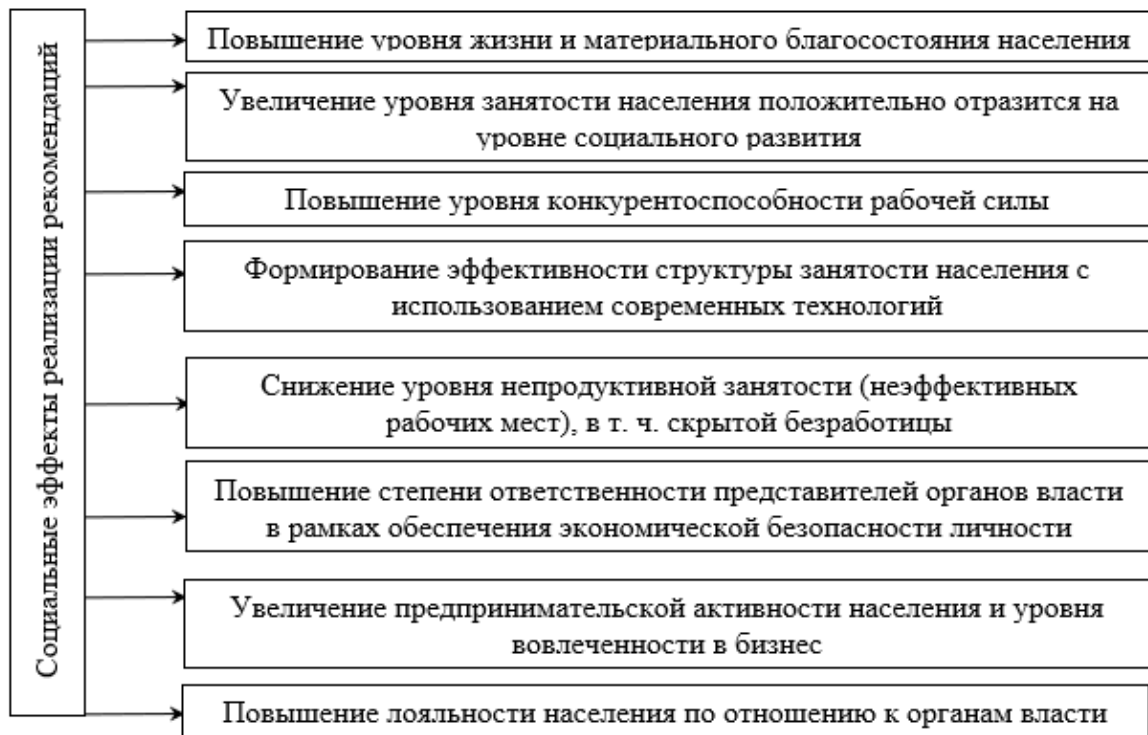 Социальные эффекты реализации рекомендаций
Повышение уровня жизни и материального благосостояния населения
Увеличение уровня занятости населения положительно отразится на
уровне социального развития
Повышение уровня конкурентоспособности рабочей силы
Формирование эффективности структуры занятости населения с
использованием современных технологий
Снижение уровня непродуктивной занятости (неэффективных
рабочих мест), в т. ч. скрытой безработицы
Повышение степени ответственности представителей органов власти
в рамках обеспечения экономической безопасности личности
Увеличение предпринимательской активности населения и уровня
вовлеченности в бизнес
Повышение лояльности населения по отношению к органам власти